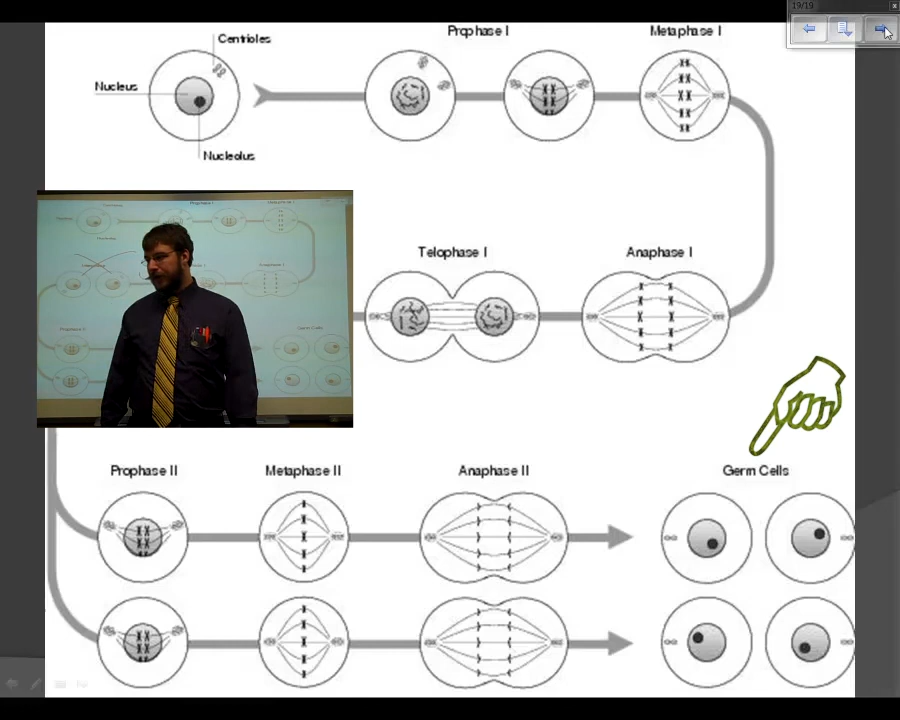 19/19
Centrioles
Prophase I
Metaphase I
Nucleus
Nucleolus
Telophase I
Anaphase I
Prophase II
Metaphase II
Anaphase II
Germ Cells